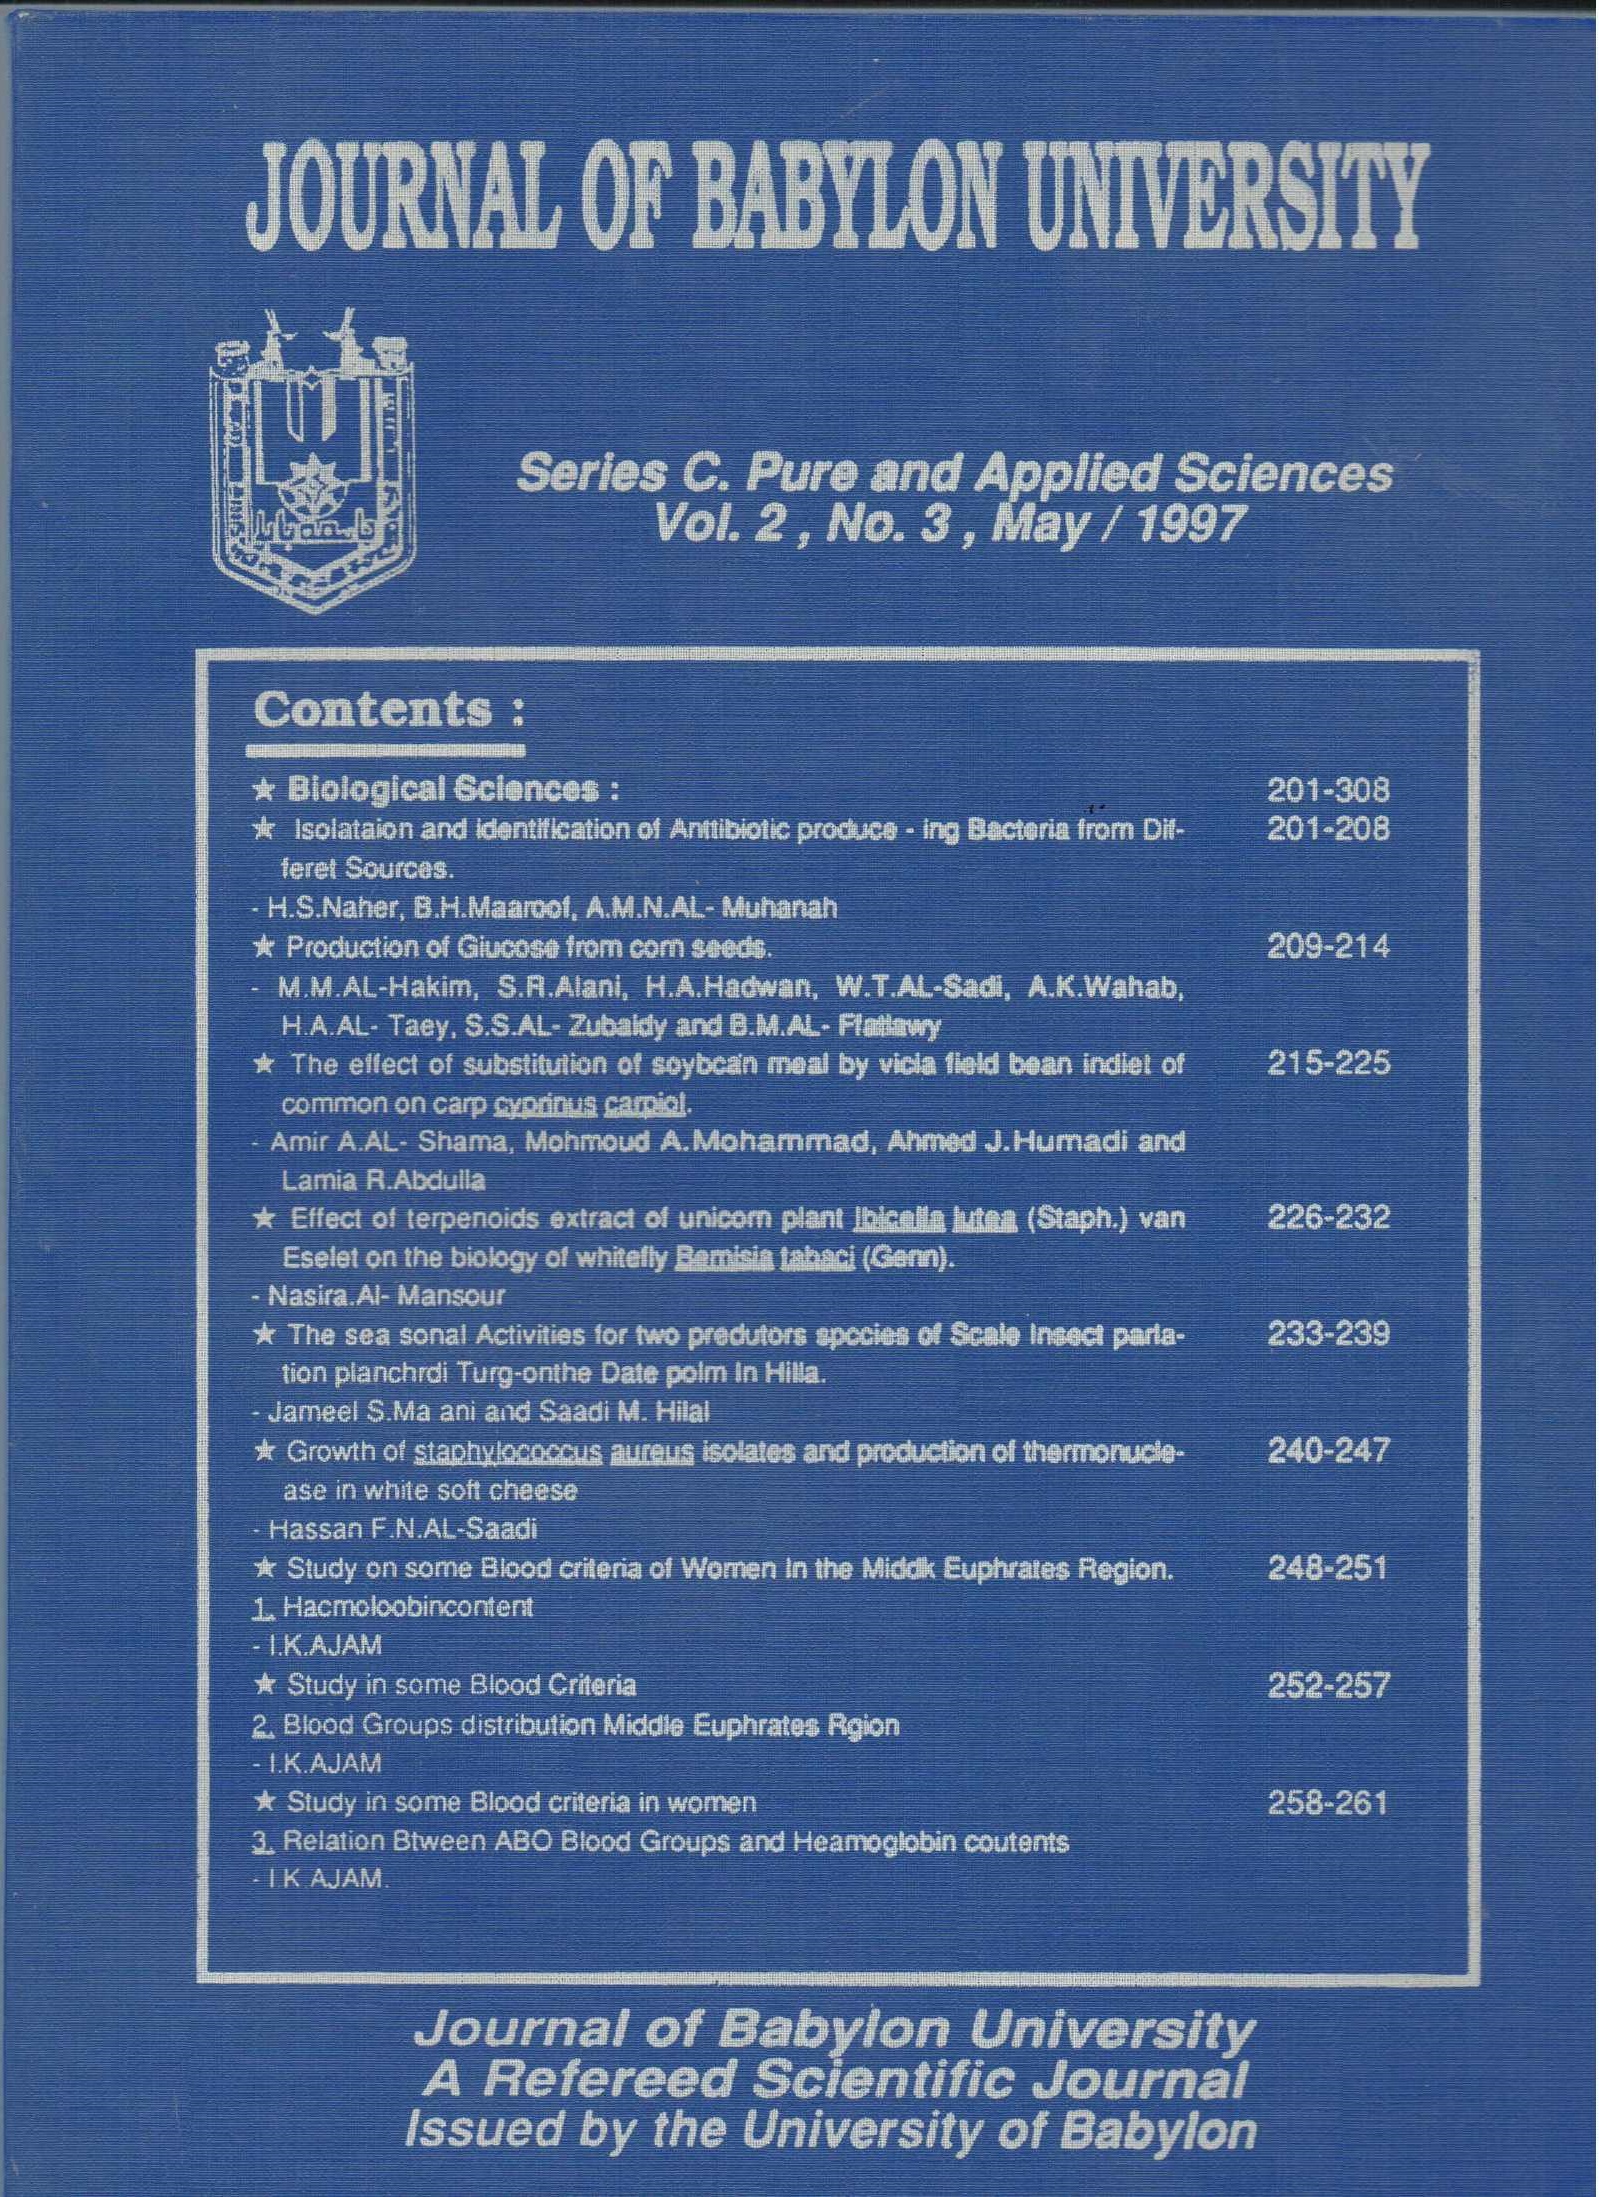 JOURNAL OF BABYLON UNIVERSITY
Series C. Pure and Applied Sciences
Vol. 2 , No. 3 , May / 1997
Contents :
★ Biological Sciences : 201-308
★ Isolataion and identification of Anttibiotic produce - ing Bacteria from Dif- 201-208
feret Sources.
- H.S.Naher, B.H.Maaroof, A.M.N.AL- Muhanah
★ Production of Glucose from corn seeds. 209-214
- M.M.AL-Hakim, S.R.Alani, H.A.Hadwan, W.T.AL-Sadi, A.K.Wahab,
H.A.AL- Taey, S.S.AL- Zubaidy and B.M.AL- Ffatlawy
★ The effect of substitution of soybcan meal by vicia field bean indiet of 215-225
common on carp cyprinus carpiol.
- Amir A.AL- Shama, Mohmoud A.Mohammad, Ahmed J.Humadi and
Lamia R.Abdulla
★ Effect of terpenoids extract of unicorn plant Ibicella lutea (Staph.) van 226-232
Eselet on the biology of whitefly Bemisia tabaci (Genn).
- Nasira.Al- Mansour
★ The sea sonal Activities for two predutors spocies of Scale Insect parla- 233-239
tion planchrdi Turg-onthe Date polm in Hilla.
- Jameel S.Ma ani and Saadi M. Hilal
★ Growth of staphylococcus aureus isolates and production of thermonucle- 240-247
ase in white soft cheese
- Hassan F.N.AL-Saadi
★ Study on some Blood criteria of Women in the Middk Euphrates Region. 248-251
1. Hacmoloobincontent
- I.K.AJAM
★ Study in some Blood Criteria 252-257
2. Blood Groups distribution Middle Euphrates Rgion
- I.K.AJAM
★ Study in some Blood criteria in women 258-261
3. Relation Btween ABO Blood Groups and Heamoglobin coutents
- I.K AJAM.
Journal of Babylon University
A Refereed Scientific Journal
Issued by the University of Babylon